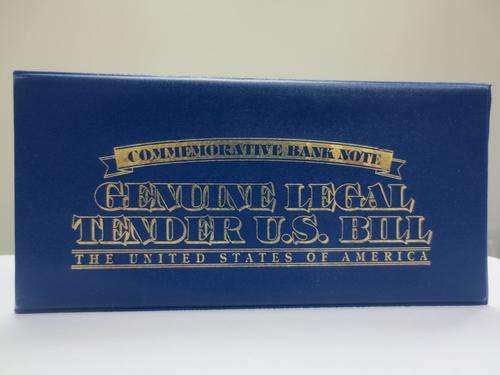 COMMEMORATIVE BANK NOTE
GENUINE LEGAL
TENDER U.S. BILL
THE UNITED STATES OF AMERICA